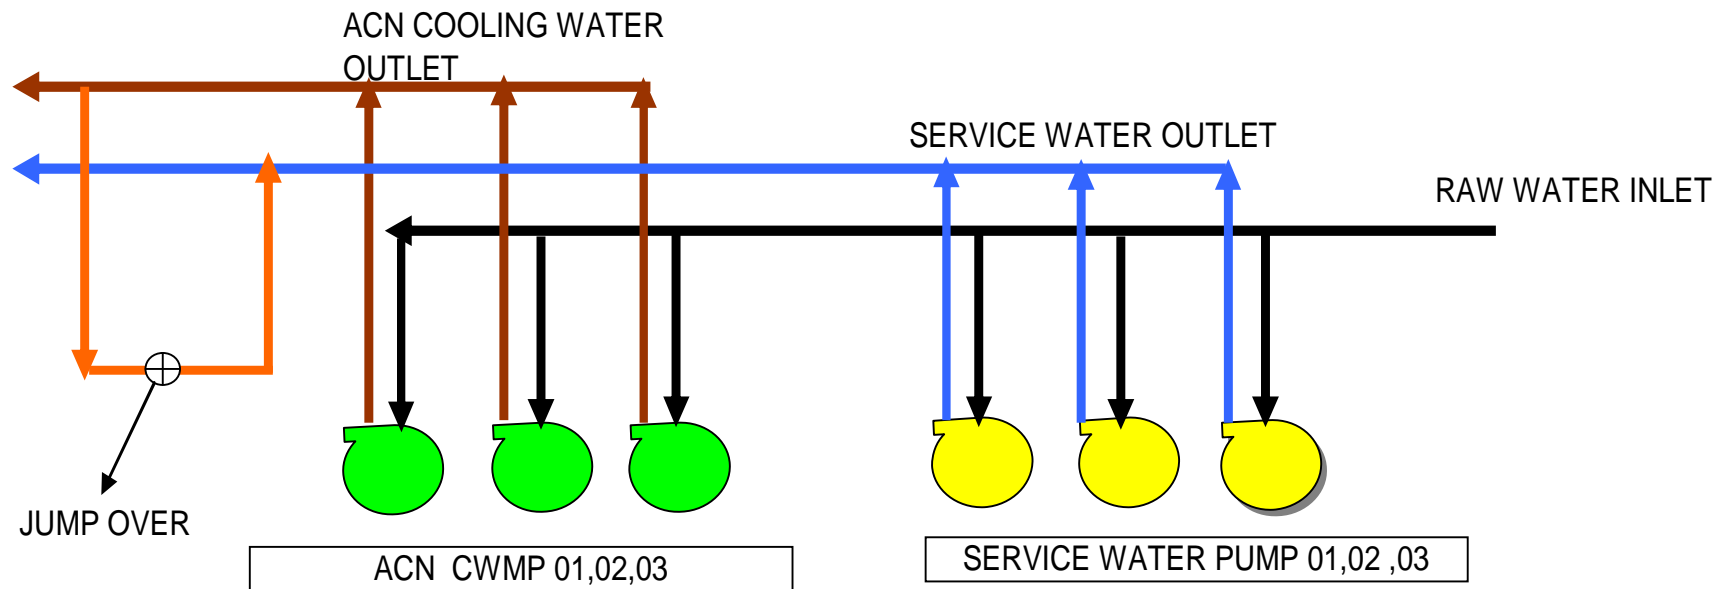 ACN COOLING WATER
OUTLET
SERVICE WATER OUTLET
RAW WATER INLET
JUMP OVER
ACN CWMP 01,02,03
SERVICE WATER PUMP 01,02 ,03